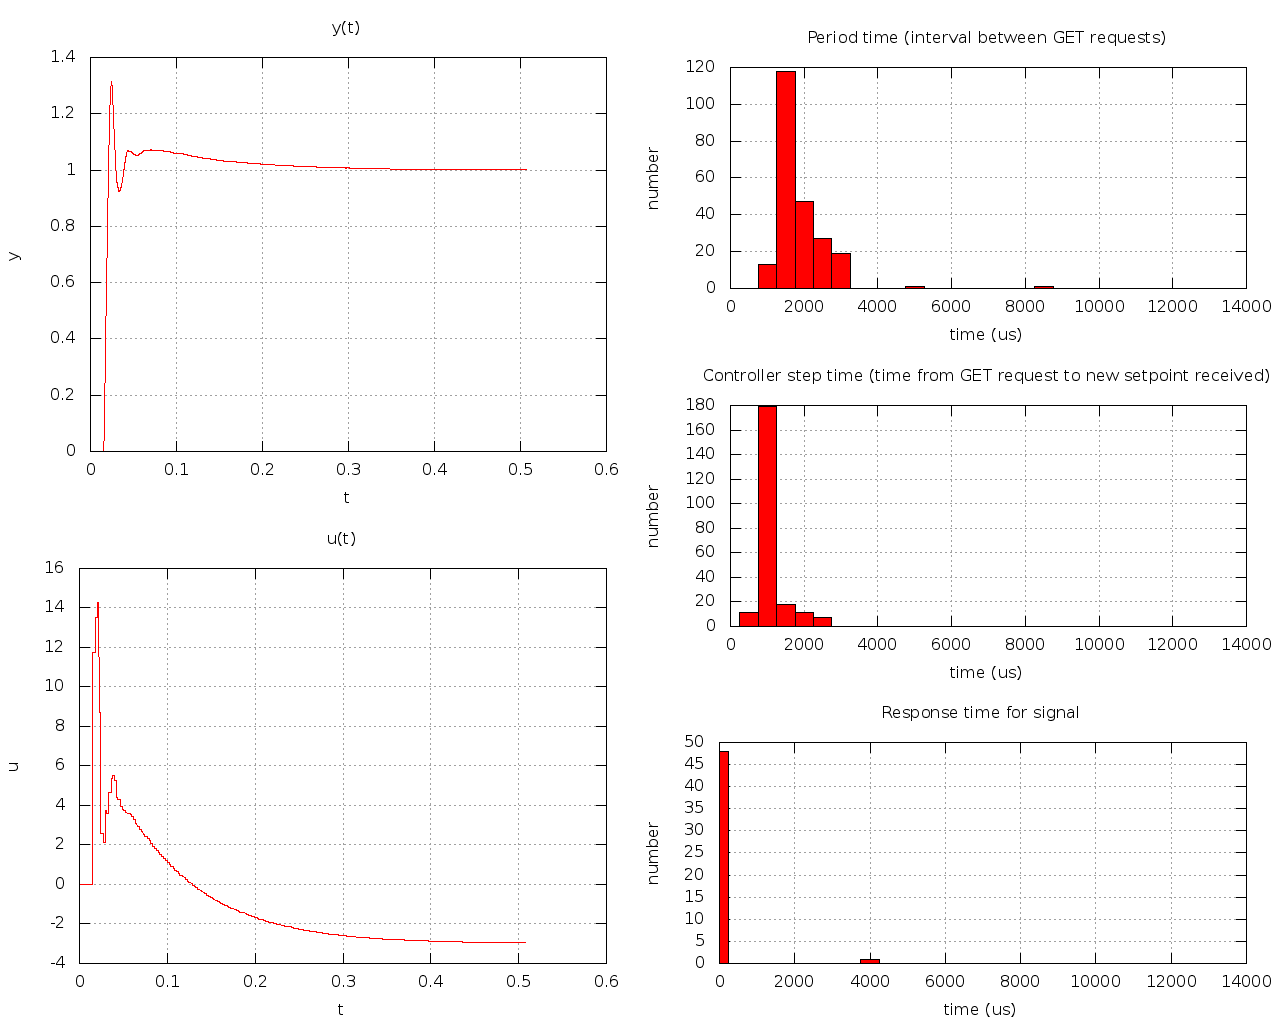 y(t)
1.4
1.2
1
0.8
0.6
0.4
0.2
0
y
0 0.1 0.2 0.3 0.4 0.5 0.6
t
u(t)
16
14
12
10
8
6
4
2
0
-2
-4
u
0 0.1 0.2 0.3 0.4 0.5 0.6
t
Period time (interval between GET requests)
120
100
80
60
40
20
0
number
0 2000 4000 6000 8000 10000 12000 14000
time (us)
Controller step time (time from GET request to new setpoint received)
180
160
140
120
100
80
60
40
20
0
number
0 2000 4000 6000 8000 10000 12000 14000
time (us)
Response time for signal
50
45
40
35
30
25
20
15
10
5
0
number
0 2000 4000 6000 8000 10000 12000 14000
time (us)